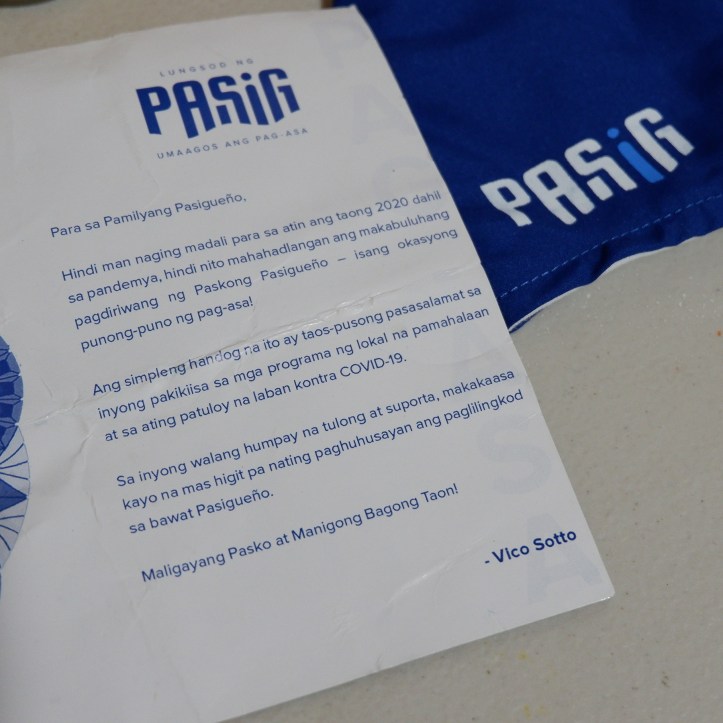 LUNGSOD NG
PASiG
UMAAGOS ANG PAG-ASA
Para sa Pamilyang Pasigueño,
Hindi man naging madali para sa atin ang taong 2020 dahil
sa pandemya, hindi nito mahahadlangan ang makabuluhang
pagdiriwang ng Paskong Pasigueño – isang okasyong
punong-puno ng pag-asa!
Ang simpleng handog na ito ay taos-pusong pasasalamat sa
inyong pakikiisa sa mga programa ng lokal na pamahalaan
at sa ating patuloy na laban kontra COVID-19.
Sa inyong walang humpay na tulong at suporta, makakaasa
kayo na mas higit pa nating paghuhusayan ang paglilingkod
sa bawat Pasigueño.
Maligayang Pasko at Manigong Bagong Taon!
- Vico Sotto
PASiG